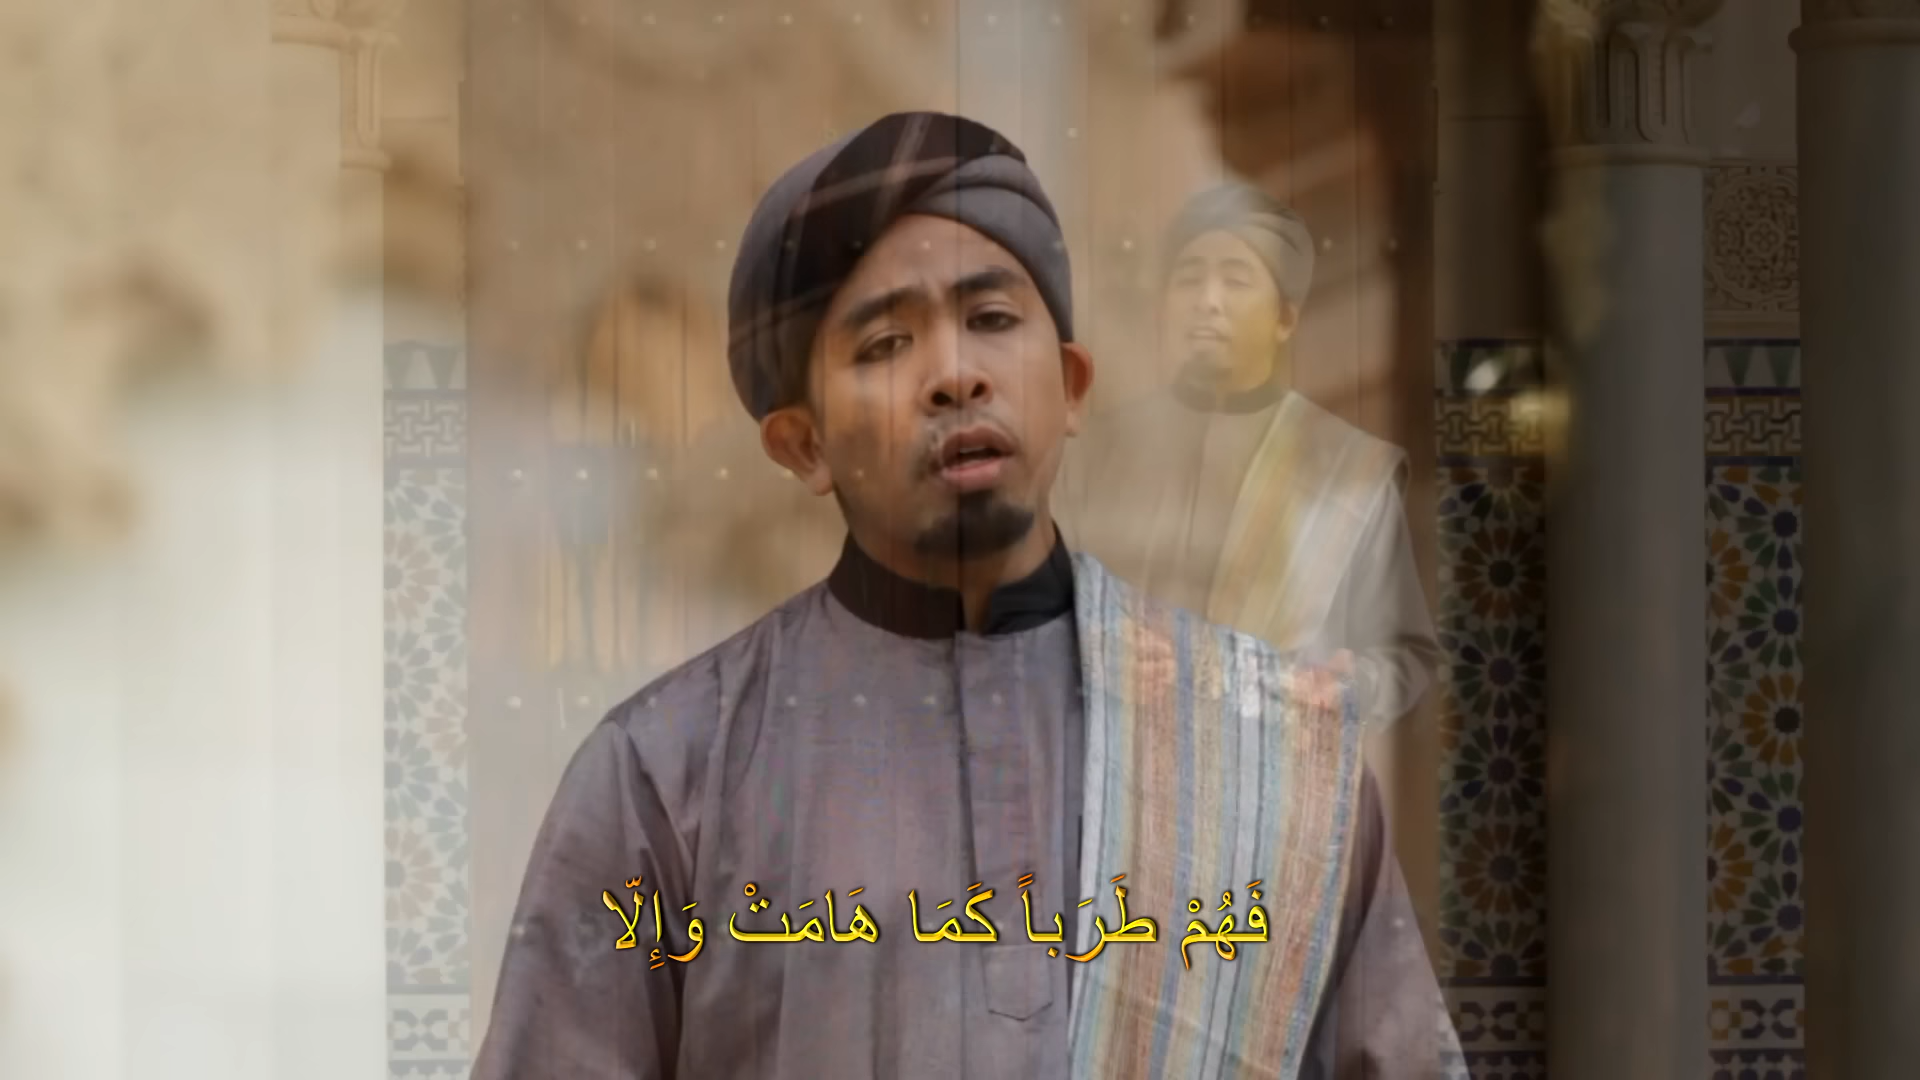 فَهُمْ طَرَباً كَمَا هَامَتْ وَإِلّا